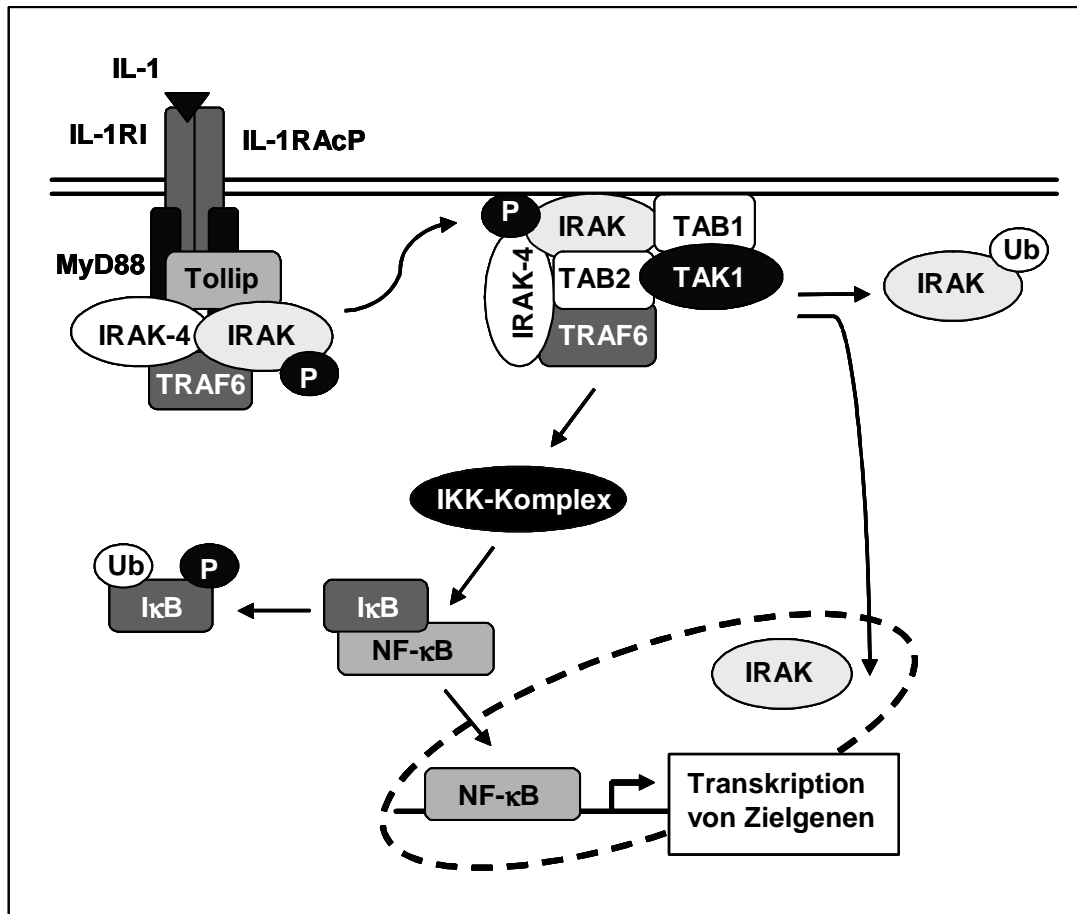 IL-1
IL-1RI
IL-1RAcP
MyD88
Tollip
IRAK-4
IRAK
TRAF6
P
P
IRAK
TAB1
IRAK-4
TAB2
TAK1
TRAF6
Ub
IRAK
IKK-Komplex
Ub
P
IκB
IκB
NF-κB
IRAK
NF-κB
Transkription
von Zielgenen